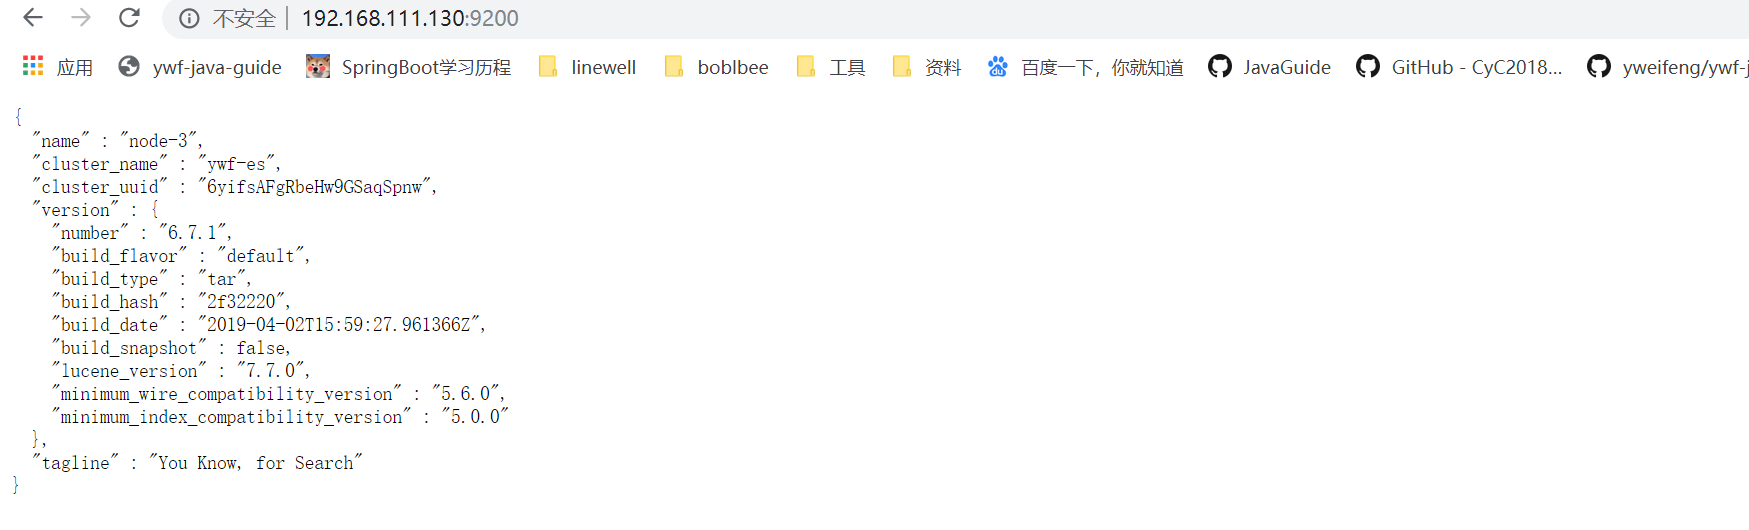 不安全 | 192.168.111.130:9200
应用 ywf-java-guide SpringBoot学习历程 linewell boblbee 工具 资料 百度一下，你就知道 JavaGuide GitHub - CyC2018... yweifeng/ywf-j
{
  "name" : "node-3",
  "cluster_name" : "ywf-es",
  "cluster_uuid" : "6yifsAFgRbeHw9GSaqSpnw",
  "version" : {
    "number" : "6.7.1",
    "build_flavor" : "default",
    "build_type" : "tar",
    "build_hash" : "2f32220",
    "build_date" : "2019-04-02T15:59:27.961366Z",
    "build_snapshot" : false,
    "lucene_version" : "7.7.0",
    "minimum_wire_compatibility_version" : "5.6.0",
    "minimum_index_compatibility_version" : "5.0.0"
  },
  "tagline" : "You Know, for Search"
}